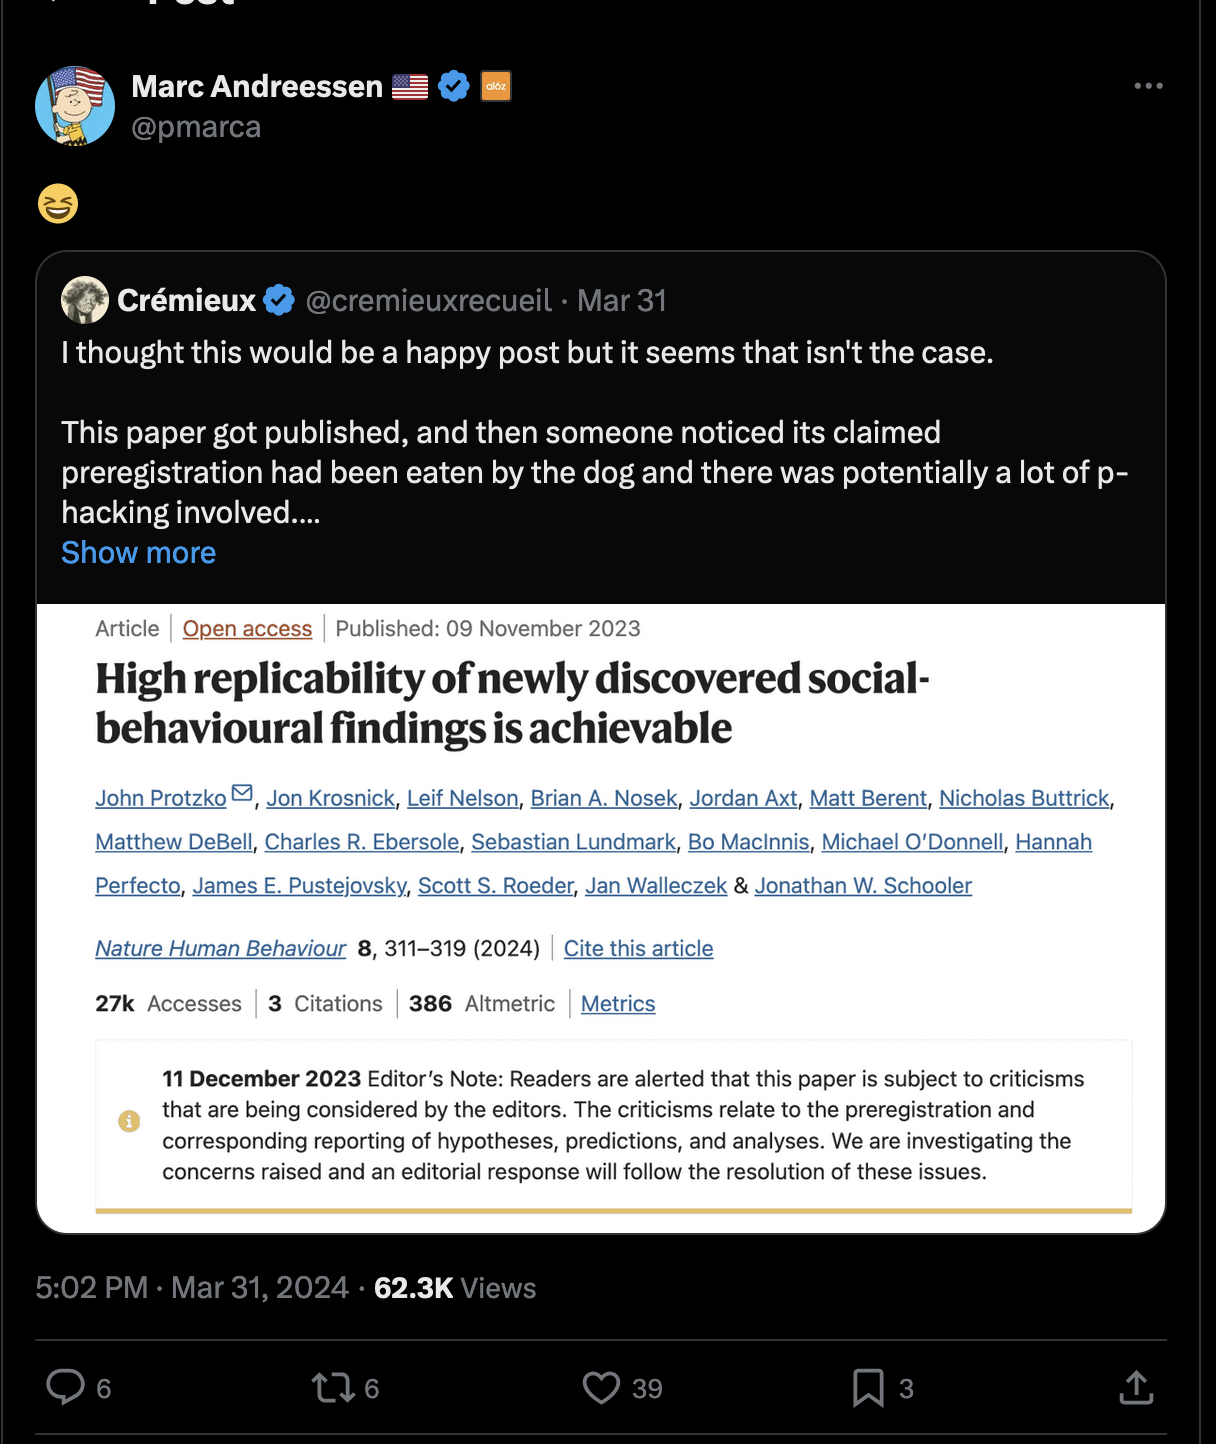 Post
Marc Andreessen 🇺🇸 a16z
@pmarca
😆
Crémieux @cremieuxrecueil · Mar 31
I thought this would be a happy post but it seems that isn't the case.
This paper got published, and then someone noticed its claimed
preregistration had been eaten by the dog and there was potentially a lot of p-
hacking involved....
Show more
Article | Open access | Published: 09 November 2023
High replicability of newly discovered social-
behavioural findings is achievable
John Protzko, Jon Krosnick, Leif Nelson, Brian A. Nosek, Jordan Axt, Matt Berent, Nicholas Buttrick,
Matthew DeBell, Charles R. Ebersole, Sebastian Lundmark, Bo MacInnis, Michael O’Donnell, Hannah
Perfecto, James E. Pustejovsky, Scott S. Roeder, Jan Walleczek & Jonathan W. Schooler
Nature Human Behaviour 8, 311–319 (2024) | Cite this article
27k Accesses | 3 Citations | 386 Altmetric | Metrics
11 December 2023 Editor’s Note: Readers are alerted that this paper is subject to criticisms
that are being considered by the editors. The criticisms relate to the preregistration and
corresponding reporting of hypotheses, predictions, and analyses. We are investigating the
concerns raised and an editorial response will follow the resolution of these issues.
5:02 PM · Mar 31, 2024 · 62.3K Views
6 6 39 3